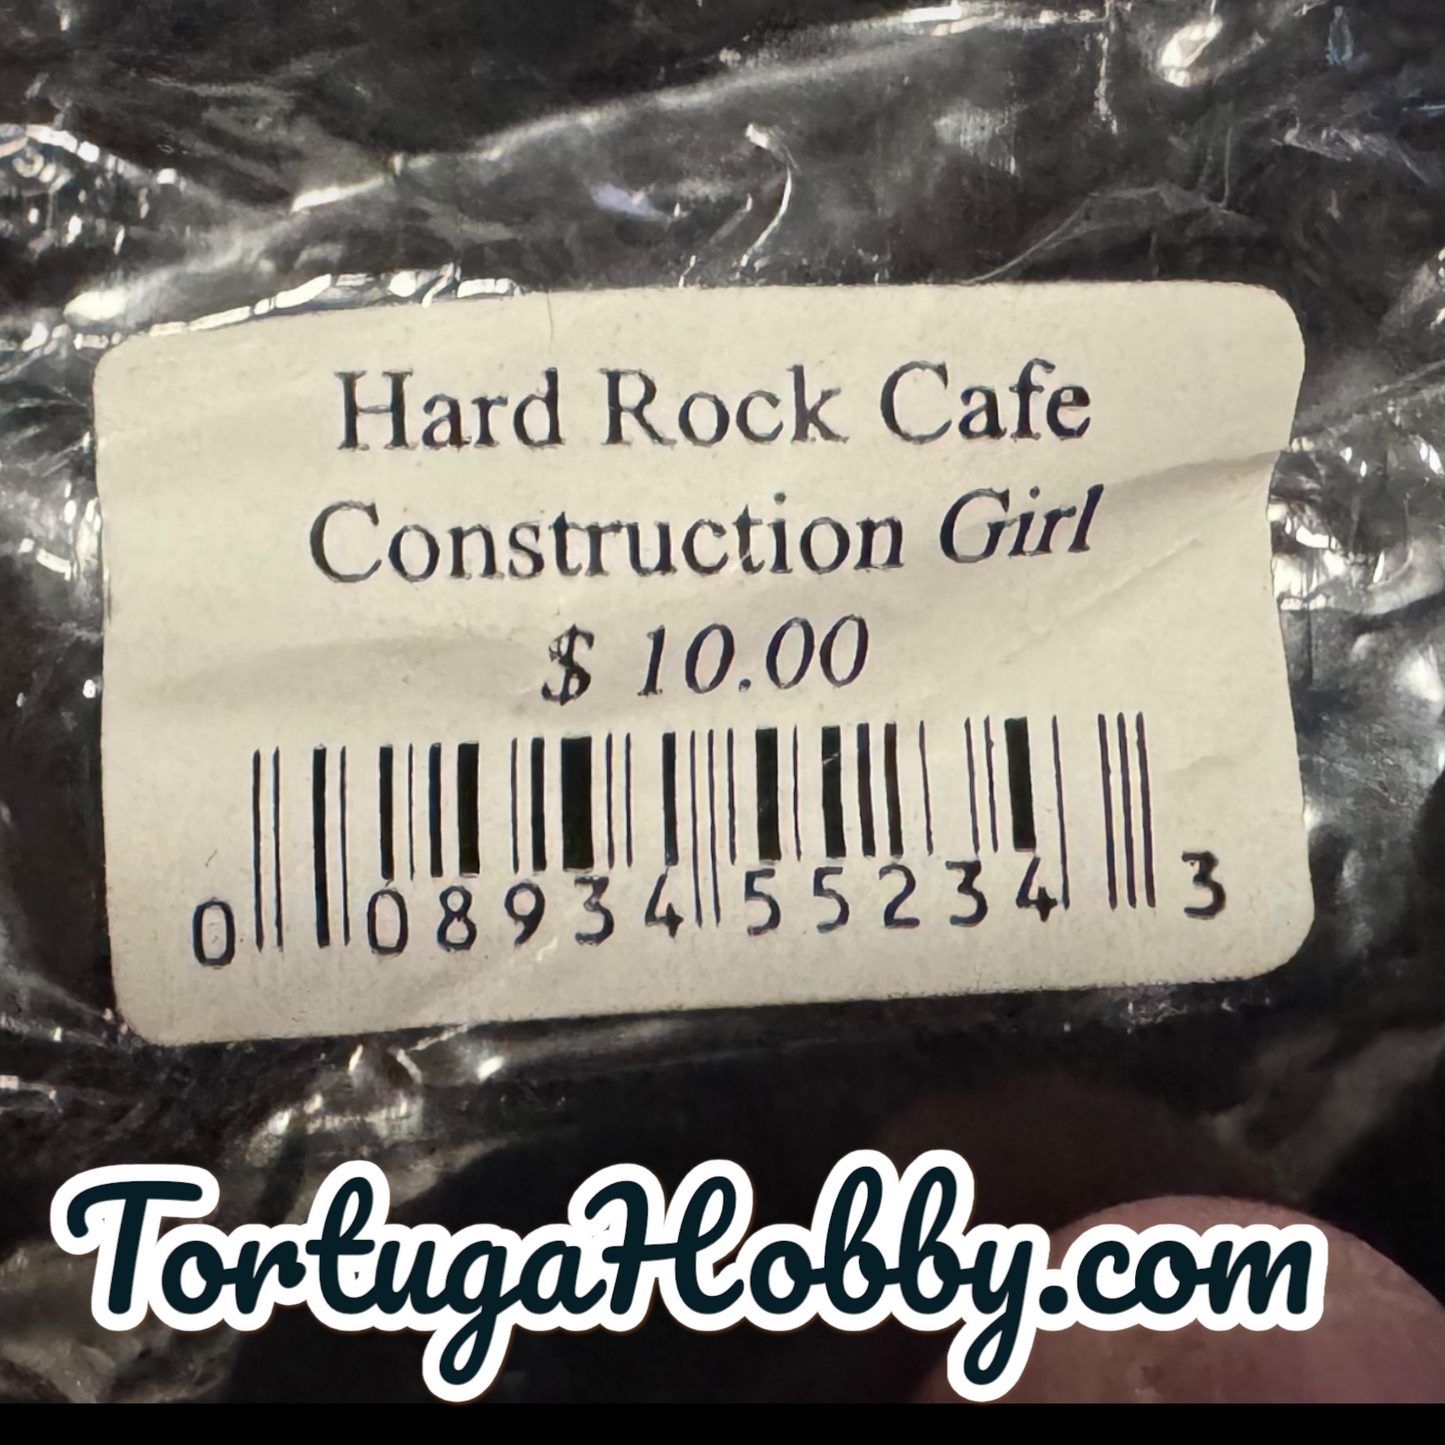 Hard Rock Cafe
Construction Girl
$ 10.00
0 08934 55234 3
TortugaHobby.com